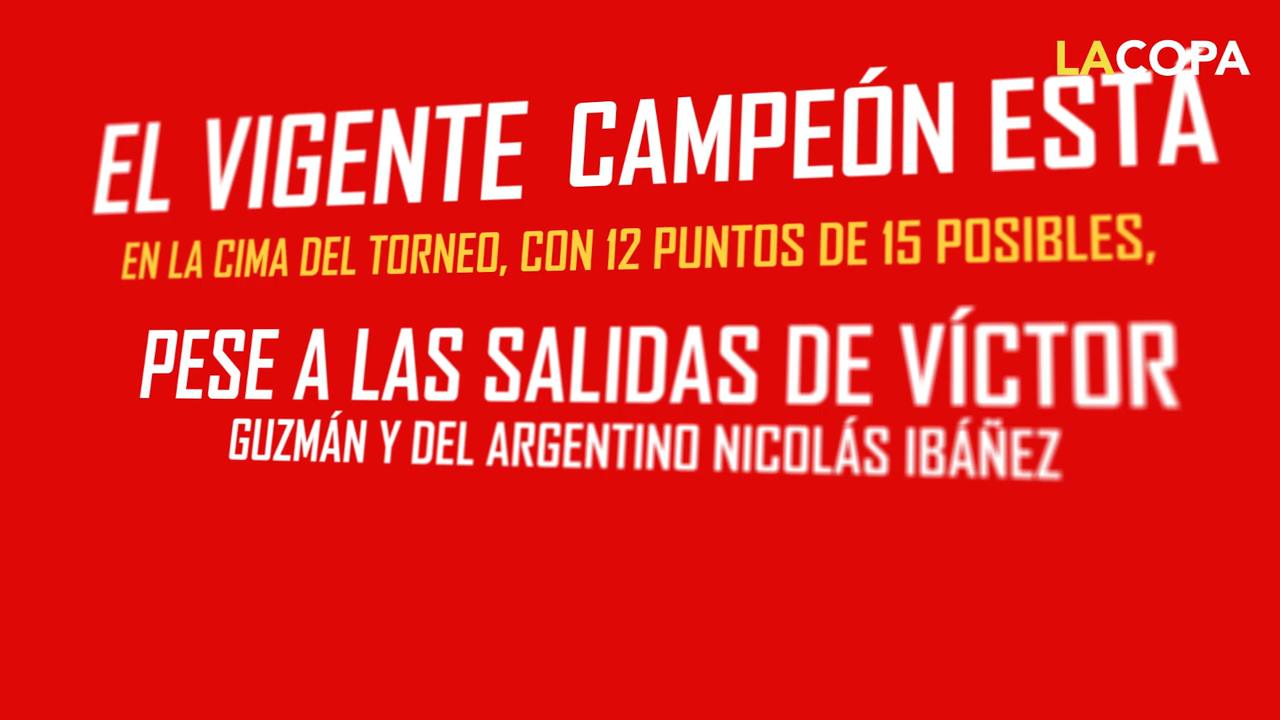 LACOPA
EL VIGENTE CAMPEÓN ESTÁ
EN LA CIMA DEL TORNEO, CON 12 PUNTOS DE 15 POSIBLES,
PESE A LAS SALIDAS DE VÍCTOR
GUZMÁN Y DEL ARGENTINO NICOLÁS IBÁÑEZ